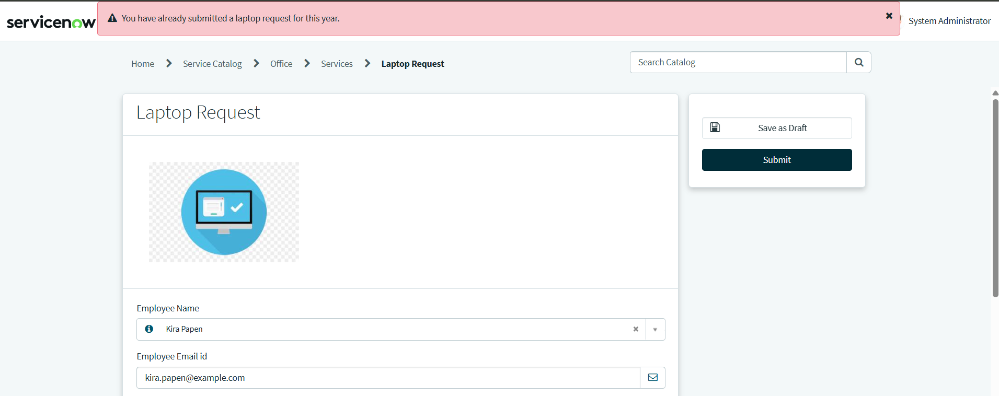 servicenow
You have already submitted a laptop request for this year.
System Administrator
Home
Service Catalog
Office
Services
Laptop Request
Search Catalog
Laptop Request
Save as Draft
Submit
Employee Name
Kira Papen
Employee Email id
kira.papen@example.com